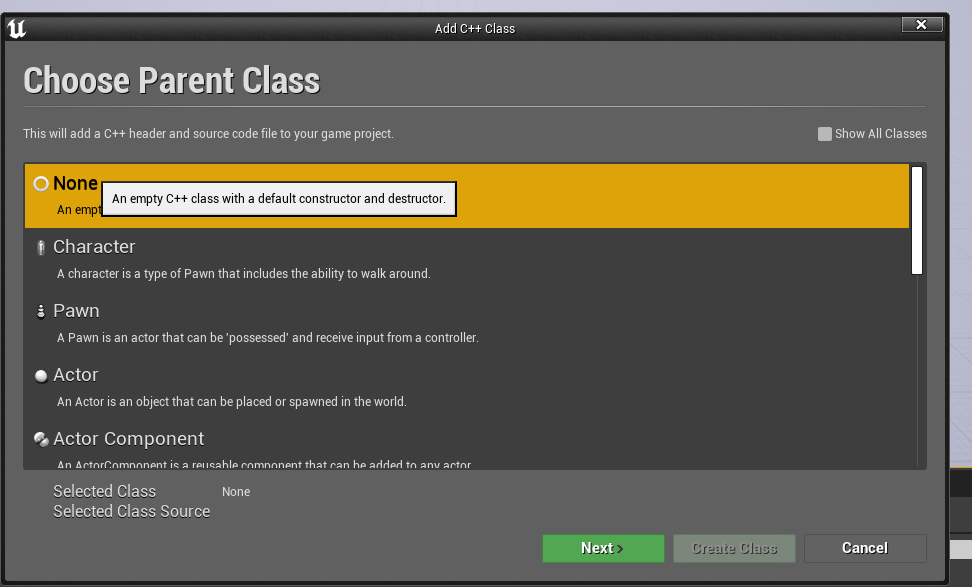 Add C++ Class
Choose Parent Class
This will add a C++ header and source code file to your game project.
Show All Classes
None
An empty C++ class with a default constructor and destructor.
An empt
Character
A character is a type of Pawn that includes the ability to walk around.
Pawn
A Pawn is an actor that can be 'possessed' and receive input from a controller.
Actor
An Actor is an object that can be placed or spawned in the world.
Actor Component
An ActorComponent is a reusable component that can be added to any actor
Selected Class None
Selected Class Source
Next >
Create Class
Cancel